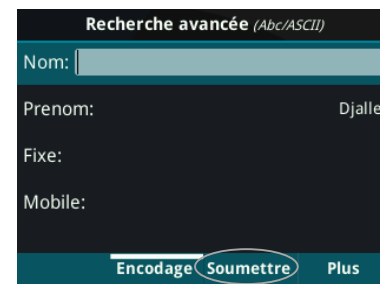 Recherche avancée (Abc/ASCII)
Nom:
Prenom: Djalle
Fixe:
Mobile:
Encodage Soumettre Plus